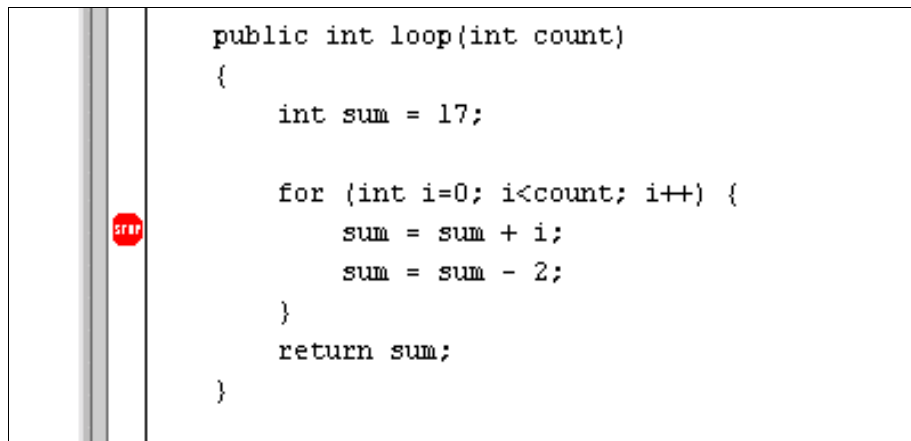 public int loop(int count)
{
int sum = 17;
for (int i=0; i<count; i++) {
STOP
sum = sum + i;
sum = sum - 2;
}
return sum;
}